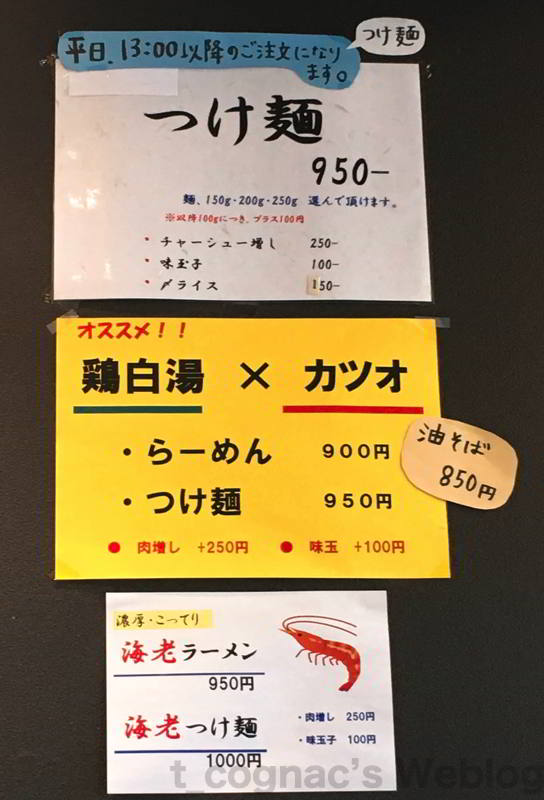 平日、13:00以降のご注文になり
ます。
つけ麺
つけ麺
950-
麺、150g・200g・250g 選んで頂けます。
※以降100gにつき、プラス100円
・チャーシュー増し 250-
・味玉子 100-
・〆ライス 150-
オススメ！！
鶏白湯 × カツオ
・らーめん 900円
・つけ麺 950円
● 肉増し +250円 ● 味玉 +100円
油そば
850円
濃厚・こってり
海老ラーメン
950円
海老つけ麺
1000円
・肉増し 250円
・味玉子 100円
t_cognac's Weblog